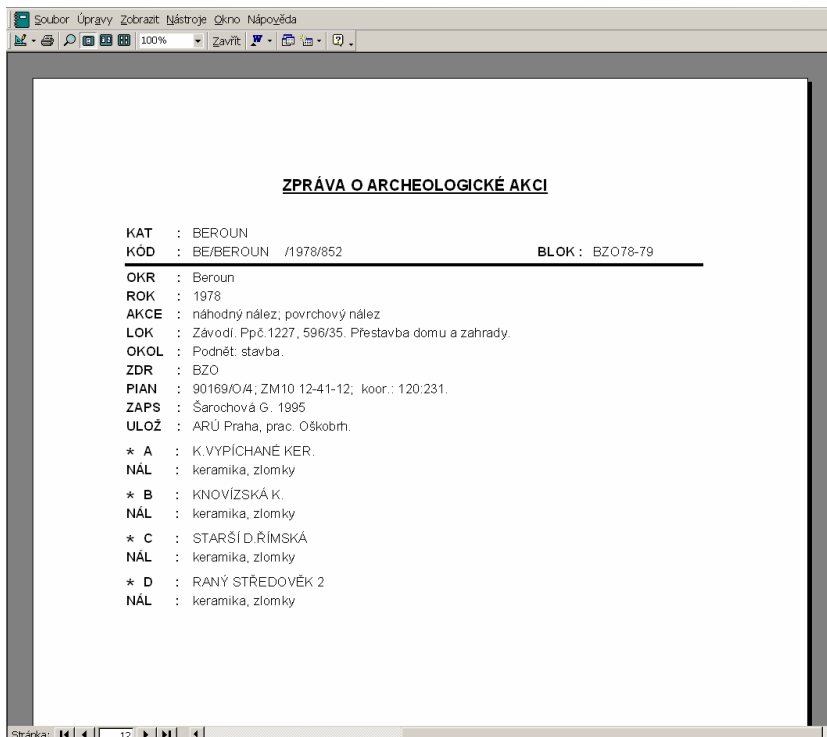 Soubor Úpravy Zobrazit Nástroje Okno Nápověda
100% Zavřít
ZPRÁVA O ARCHEOLOGICKÉ AKCI
KAT : BEROUN
KÓD : BE/BEROUN /1978/852 BLOK : BZO78-79
OKR : Beroun
ROK : 1978
AKCE : náhodný nález; povrchový nález
LOK : Závodí. Ppč.1227, 596/35. Přestavba domu a zahrady.
OKOL : Podnět: stavba.
ZDR : BZO
PIAN : 90169/O/4; ZM10 12-41-12; koor.: 120:231.
ZAPS : Šarochová G. 1995
ULOŽ : ARÚ Praha, prac. Oškobrh.
* A : K.VYPÍCHANÉ KER.
NÁL : keramika, zlomky
* B : KNOVÍZSKÁ K.
NÁL : keramika, zlomky
* C : STARŠÍ D.ŘÍMSKÁ
NÁL : keramika, zlomky
* D : RANÝ STŘEDOVĚK 2
NÁL : keramika, zlomky
Stránka: 12